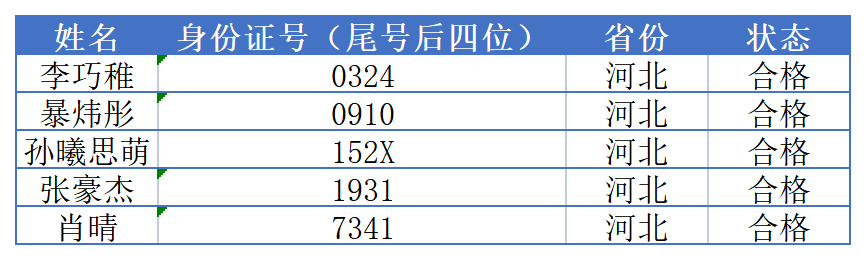 姓名 身份证号（尾号后四位） 省份 状态
李巧稚 0324 河北 合格
暴炜彤 0910 河北 合格
孙曦思萌 152X 河北 合格
张豪杰 1931 河北 合格
肖晴 7341 河北 合格